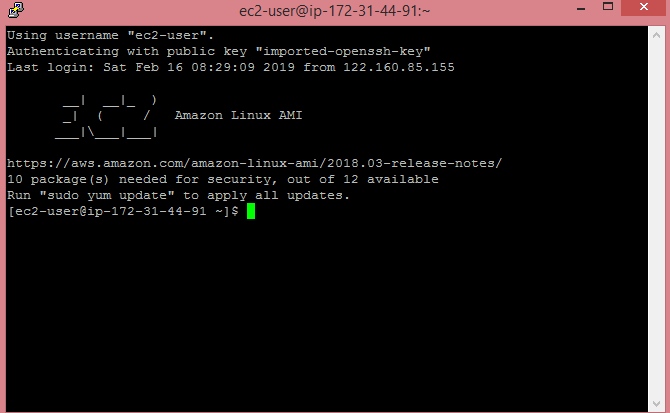 ec2-user@ip-172-31-44-91:~
Using username "ec2-user".
Authenticating with public key "imported-openssh-key"
Last login: Sat Feb 16 08:29:09 2019 from 122.160.85.155
       __|  __|_  )
       _|  (     /   Amazon Linux AMI
      ___|\___|___|
https://aws.amazon.com/amazon-linux-ami/2018.03-release-notes/
10 package(s) needed for security, out of 12 available
Run "sudo yum update" to apply all updates.
[ec2-user@ip-172-31-44-91 ~]$